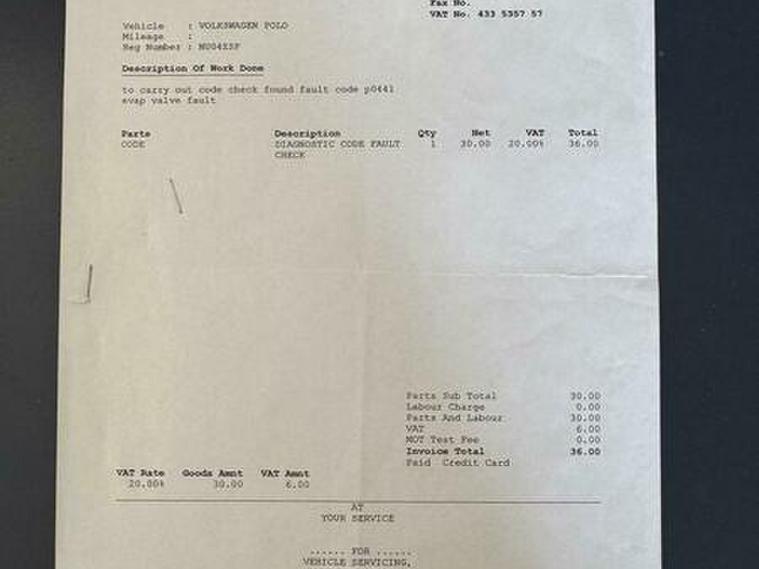 Fax No.
VAT No. 433 5357 57
Vehicle : VOLKSWAGEN POLO
Mileage :
Reg Number : NU04ESF
Description Of Work Done
to carry out code check found fault code p0441
evap valve fault
Parts Description Qty Net VAT Total
CODE DIAGNOSTIC CODE FAULT 1 30.00 20.00% 36.00
CHECK
Parts Sub Total 30.00
Labour Charge 0.00
Parts And Labour 30.00
VAT 6.00
MOT Test Fee 0.00
Invoice Total 36.00
Paid Credit Card
VAT Rate Goods Amnt VAT Amnt
20.00% 30.00 6.00
AT
YOUR SERVICE
...... FOR ......
VEHICLE SERVICING,